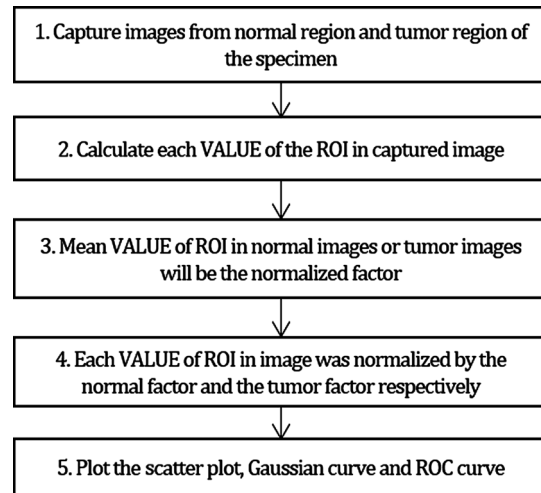 1. Capture images from normal region and tumor region of
the specimen
2. Calculate each VALUE of the ROI in captured image
3. Mean VALUE of ROI in normal images or tumor images
will be the normalized factor
4. Each VALUE of ROI in image was normalized by the
normal factor and the tumor factor respectively
5. Plot the scatter plot, Gaussian curve and ROC curve